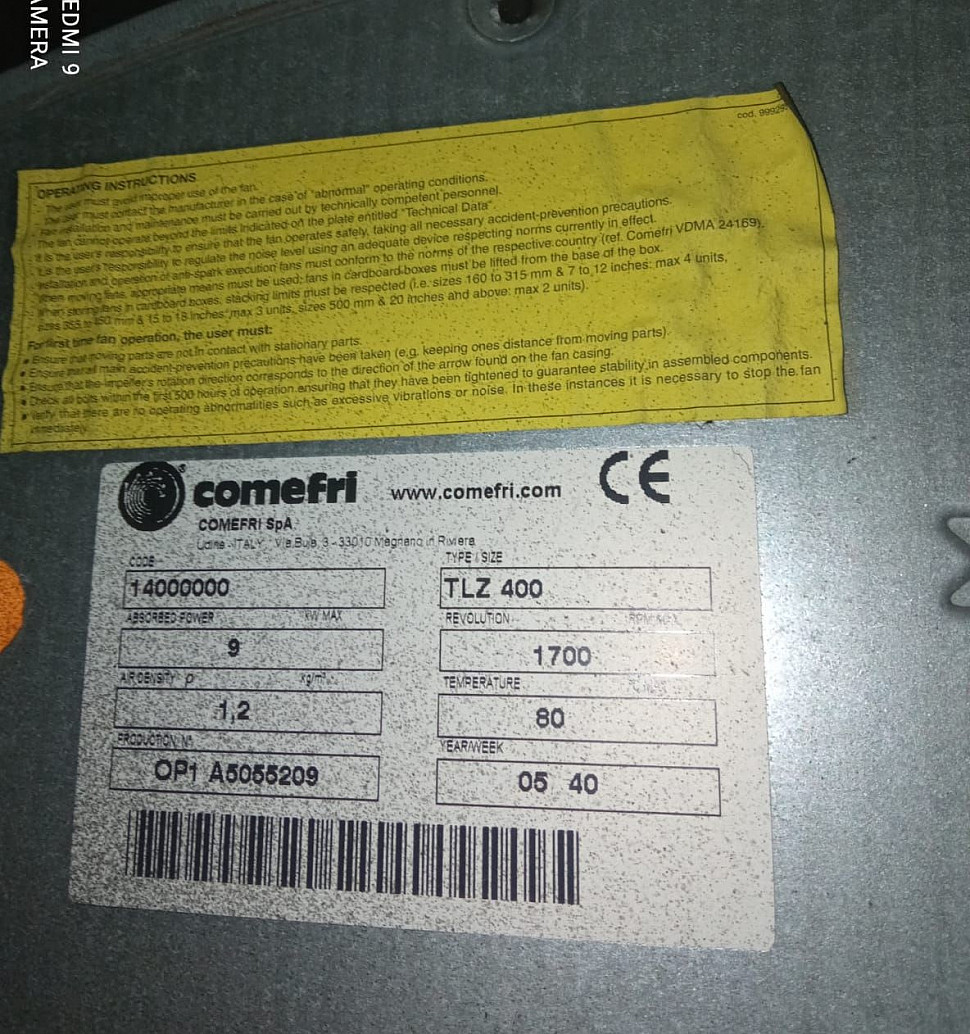 REDMI 9
CAMERA
cod. 9992
OPERATING INSTRUCTIONS
The user must avoid improper use of the fan.
The user must contact the manufacturer in the case of "abnormal" operating conditions.
Fan installation and maintenance must be carried out by technically competent personnel.
The fan cannot operate beyond the limits indicated on the plate entitled "Technical Data".
It is the user's responsibility to ensure that the fan operates safely, taking all necessary accident-prevention precautions.
It is the user's responsibility to regulate the noise level using an adequate device respecting norms currently in effect.
Installation and operation of anti-spark execution fans must conform to the norms of the respective country (ref. Comefri VDMA 24169).
When moving fans, appropriate means must be used; fans in cardboard boxes must be lifted from the base of the box.
When storing fans in cardboard boxes, stacking limits must be respected (i.e. sizes 160 to 315 mm & 7 to 12 inches: max 4 units,
sizes 355 to 450 mm & 15 to 18 inches: max 3 units, sizes 500 mm & 20 inches and above: max 2 units).
For first time fan operation, the user must:
• Ensure that moving parts are not in contact with stationary parts.
• Ensure that all main accident-prevention precautions have been taken (e.g. keeping ones distance from moving parts).
• Ensure that the impeller's rotation direction corresponds to the direction of the arrow found on the fan casing.
• Check all bolts within the first 500 hours of operation ensuring that they have been tightened to guarantee stability in assembled components.
• Verify that there are no operating abnormalities such as excessive vibrations or noise. In these instances it is necessary to stop the fan
immediately.
comefri ® www.comefri.com CE
COMEFRI SpA
Udine - ITALY Via Buia, 3 - 33010 Magnano in Riviera
CODE TYPE / SIZE
14000000 TLZ 400
ABSORBED POWER kW MAX REVOLUTION RPM MAX
9 1700
AIR DENSITY ρ kg/m³ TEMPERATURE
1,2 80
PRODUCTION N° YEAR/WEEK
OP1 A5055209 05 40